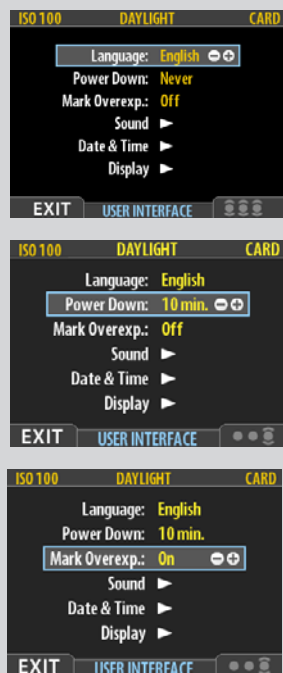 ISO 100 DAYLIGHT CARD
Language: English
Power Down: Never
Mark Overexp.: Off
Sound
Date & Time
Display
EXIT USER INTERFACE
ISO 100 DAYLIGHT CARD
Language: English
Power Down: 10 min.
Mark Overexp.: Off
Sound
Date & Time
Display
EXIT USER INTERFACE
ISO 100 DAYLIGHT CARD
Language: English
Power Down: 10 min.
Mark Overexp.: On
Sound
Date & Time
Display
EXIT USER INTERFACE